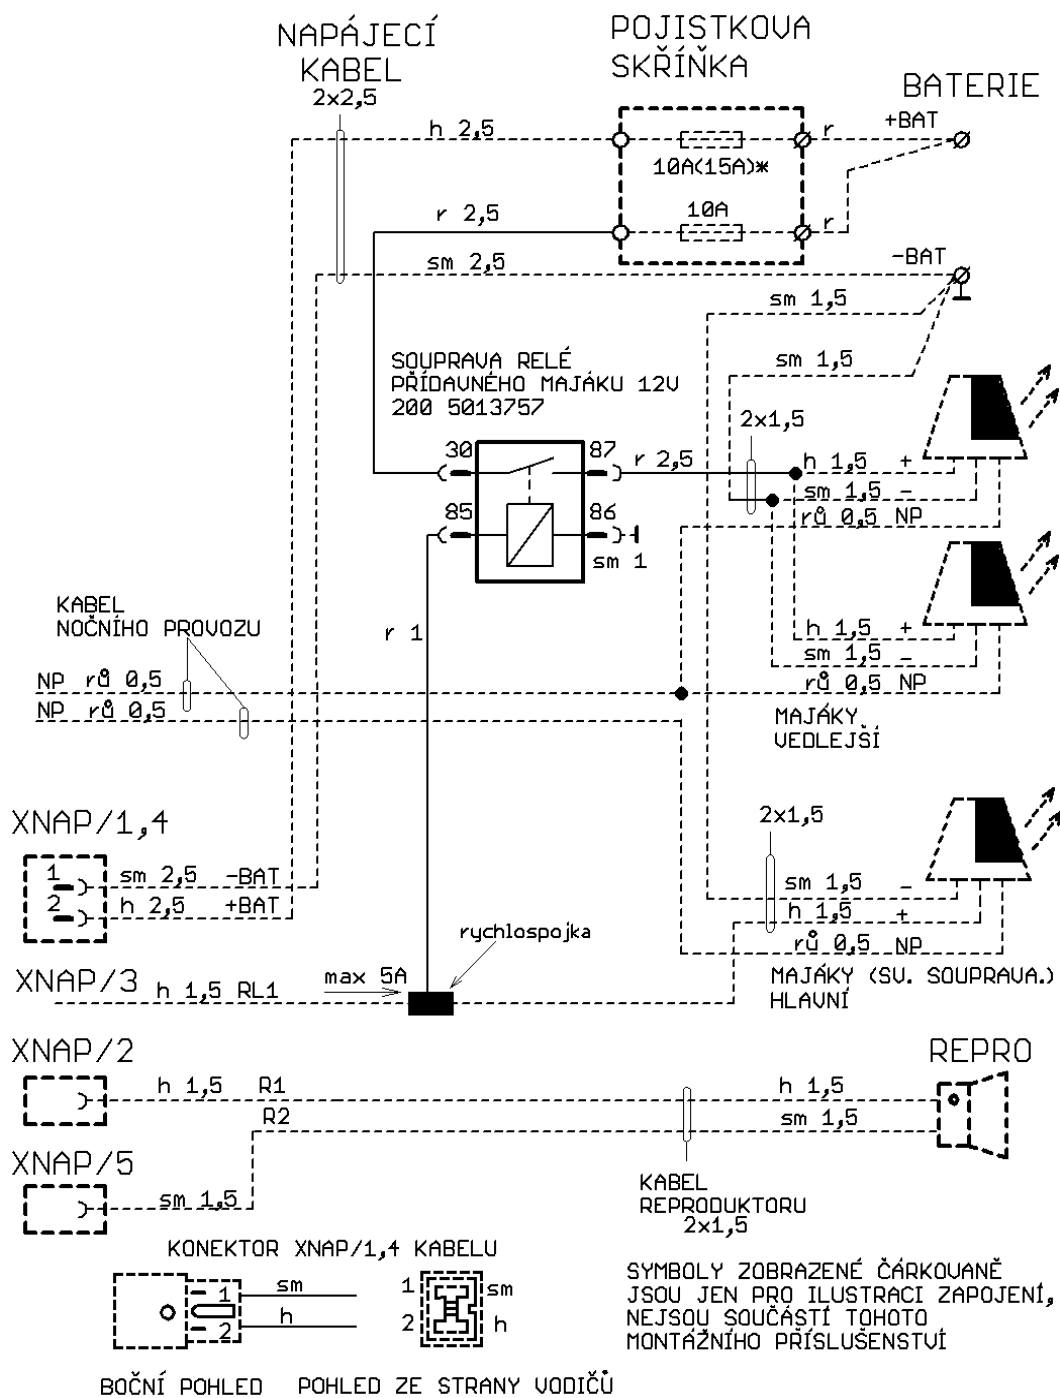 NAPÁJECÍ
KABEL
2x2,5
POJISTKOVA
SKŘÍŇKA
BATERIE
h 2,5
r
+BAT
10A(15A)*
r 2,5
10A
r
sm 2,5
-BAT
sm 1,5
sm 1,5
SOUPRAVA RELÉ
PŘÍDAVNÉHO MAJÁKU 12V
200 5013757
2x1,5
30
87
r 2,5
h 1,5 +
sm 1,5 -
rů 0,5 NP
85
86
sm 1
KABEL
NOČNÍHO PROVOZU
r 1
h 1,5 +
sm 1,5 -
rů 0,5 NP
NP rů 0,5
NP rů 0,5
MAJÁKY
VEDLEJŠÍ
XNAP/1,4
2x1,5
1
sm 2,5 -BAT
2
h 2,5 +BAT
sm 1,5 -
h 1,5 +
rů 0,5 NP
rychlospojka
XNAP/3
h 1,5 RL1
max 5A
MAJÁKY (SV. SOUPRAVA.)
HLAVNÍ
XNAP/2
REPRO
h 1,5 R1
h 1,5
R2
sm 1,5
XNAP/5
sm 1,5
KABEL
REPRODUKTORU
2x1,5
KONEKTOR XNAP/1,4 KABELU
1
sm
2
h
1
sm
2
h
SYMBOLY ZOBRAZENÉ ČÁRKOVANĚ
JSOU JEN PRO ILUSTRACI ZAPOJENÍ,
NEJSOU SOUČÁSTÍ TOHOTO
MONTÁŽNÍHO PŘÍSLUŠENSTVÍ
BOČNÍ POHLED
POHLED ZE STRANY VODIČŮ